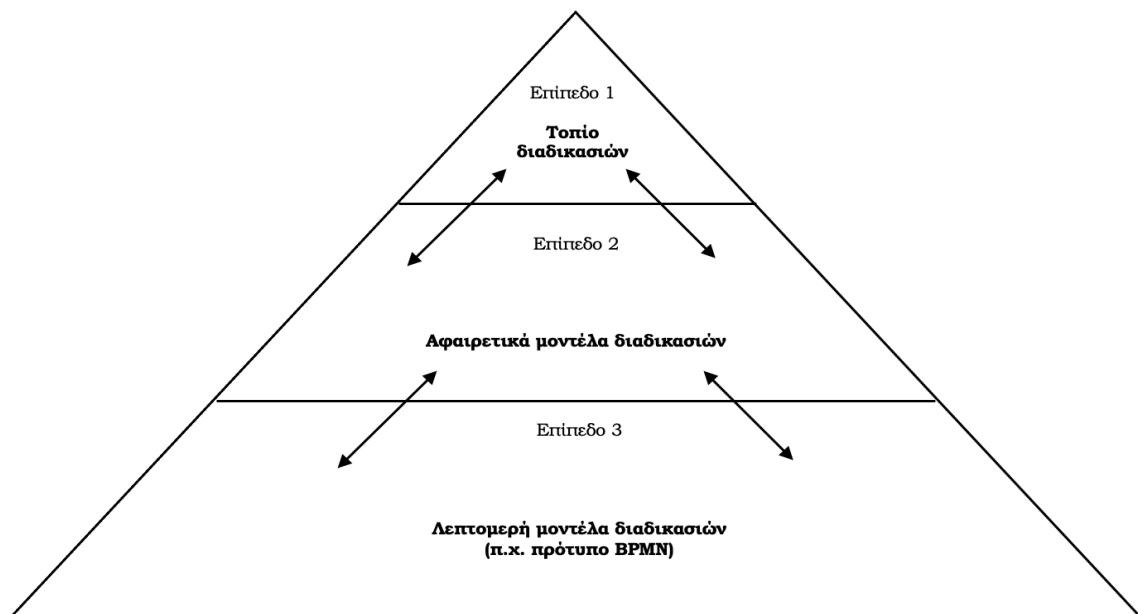 Επίπεδο 1
Τοπίο
διαδικασιών
Επίπεδο 2
Αφαιρετικά μοντέλα διαδικασιών
Επίπεδο 3
Λεπτομερή μοντέλα διαδικασιών
(π.χ. πρότυπο BPMN)